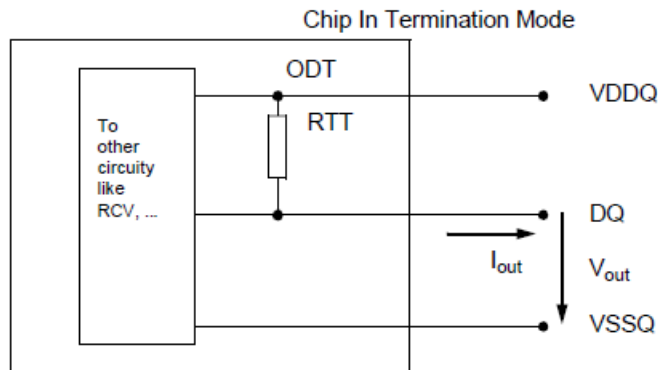 Chip In Termination Mode
ODT
VDDQ
To
other
circuity
like
RCV, ...
RTT
DQ
Iout
Vout
VSSQ